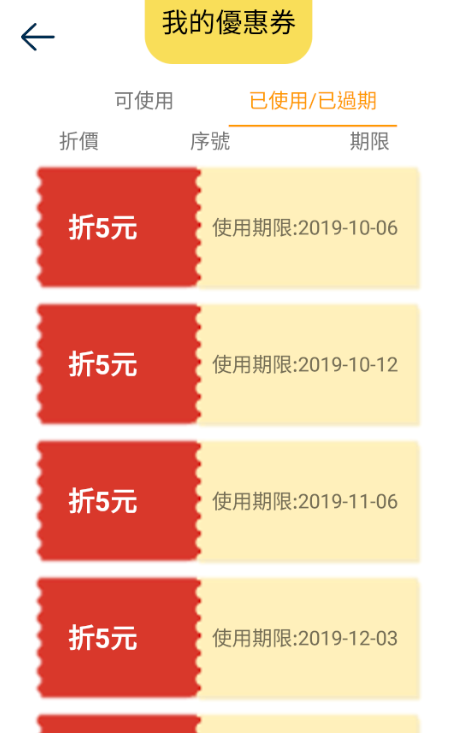 我的優惠券
可使用 已使用/已過期
折價 序號 期限
折5元 使用期限:2019-10-06
折5元 使用期限:2019-10-12
折5元 使用期限:2019-11-06
折5元 使用期限:2019-12-03